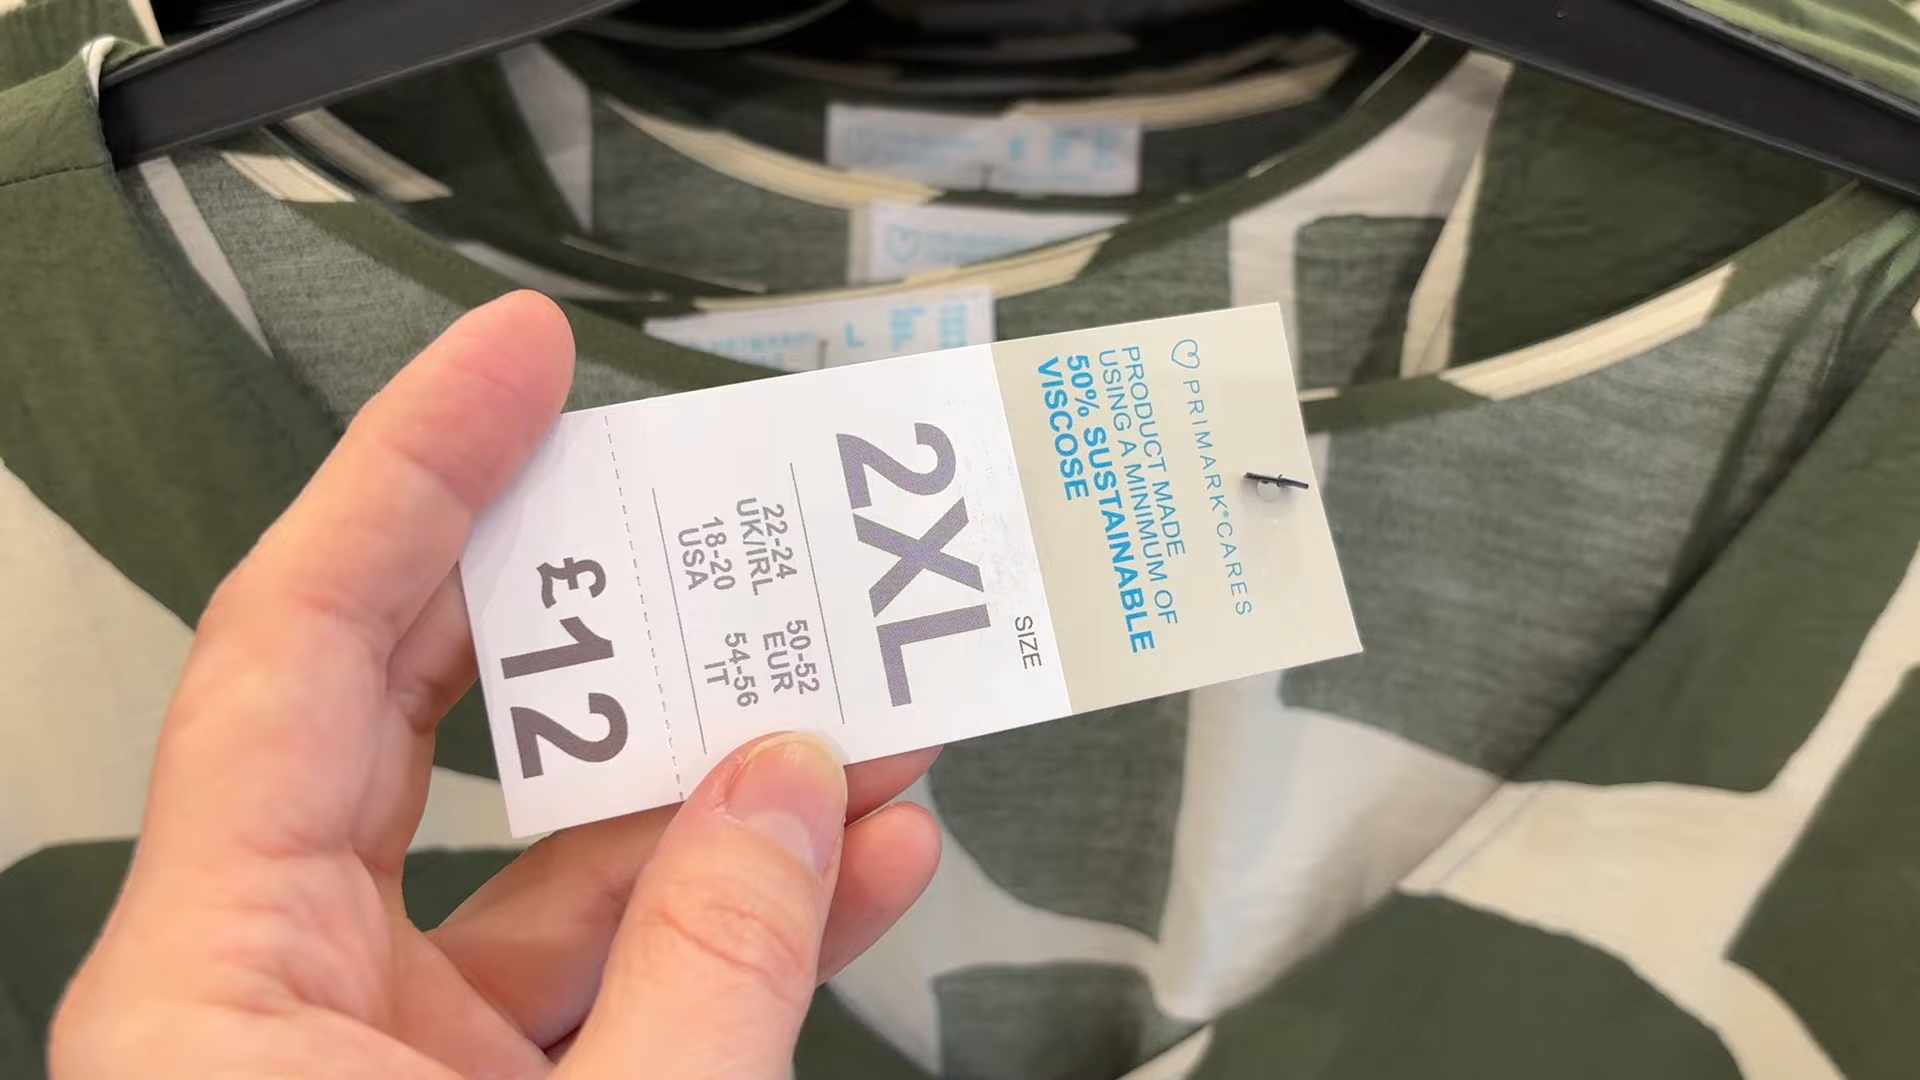 PRIMARK® CARES
PRODUCT MADE
USING A MINIMUM OF
50% SUSTAINABLE
VISCOSE
SIZE
2XL
22-24
UK/IRL
50-52
EUR
18-20
USA
54-56
IT
£12